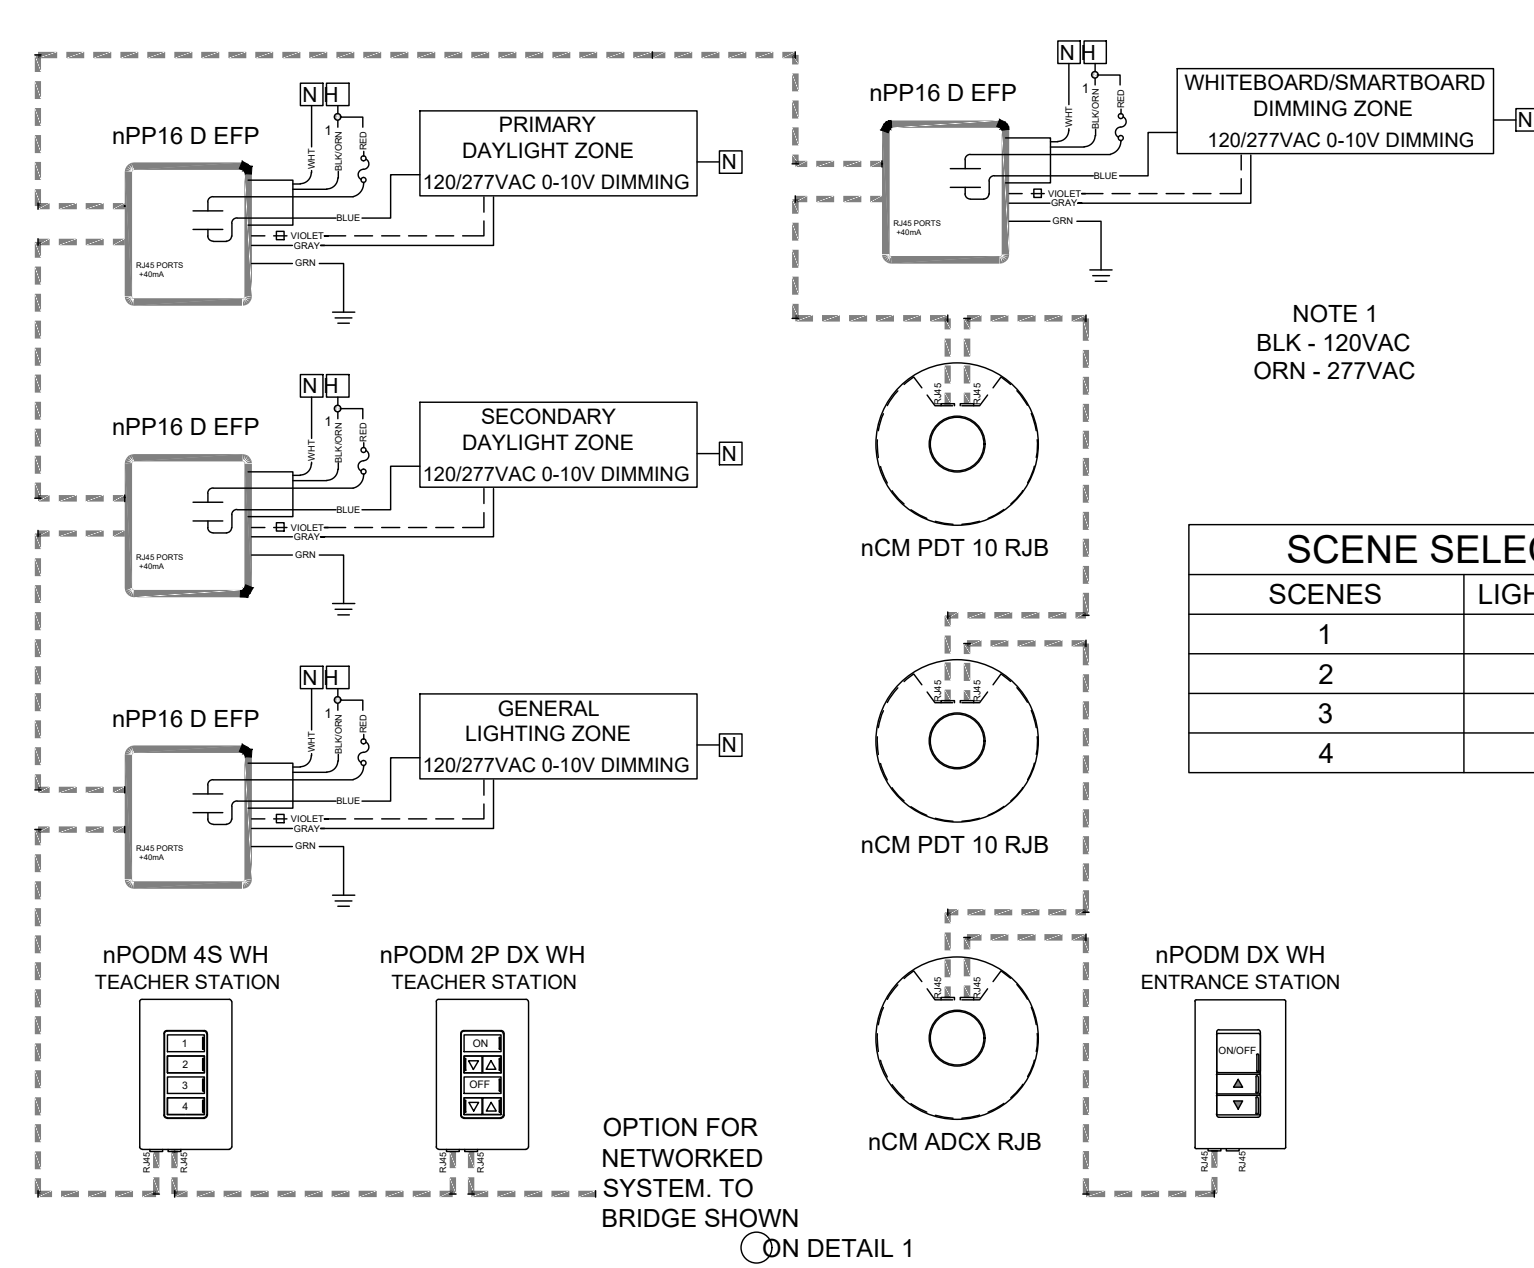 nPP16 D EFP
N H
1
WHT
BLK/ORN
RED
PRIMARY
DAYLIGHT ZONE
120/277VAC 0-10V DIMMING
N
BLUE
VIOLET
GRAY
GRN
RJ45 PORTS
+40mA
nPP16 D EFP
N H
1
WHT
BLK/ORN
RED
WHITEBOARD/SMARTBOARD
DIMMING ZONE
120/277VAC 0-10V DIMMING
N
BLUE
VIOLET
GRAY
GRN
RJ45 PORTS
+40mA
NOTE 1
BLK - 120VAC
ORN - 277VAC
nPP16 D EFP
N H
1
WHT
BLK/ORN
RED
SECONDARY
DAYLIGHT ZONE
120/277VAC 0-10V DIMMING
N
BLUE
VIOLET
GRAY
GRN
RJ45 PORTS
+40mA
RJ45
RJ45
nCM PDT 10 RJB
SCENE SELEC
SCENES LIGH
1
2
3
4
nPP16 D EFP
N H
1
WHT
BLK/ORN
RED
GENERAL
LIGHTING ZONE
120/277VAC 0-10V DIMMING
N
BLUE
VIOLET
GRAY
GRN
RJ45 PORTS
+40mA
RJ45
RJ45
nCM PDT 10 RJB
nPODM 4S WH
TEACHER STATION
1
2
3
4
RJ45
RJ45
nPODM 2P DX WH
TEACHER STATION
ON
OFF
RJ45
RJ45
OPTION FOR
NETWORKED
SYSTEM. TO
BRIDGE SHOWN
ON DETAIL 1
RJ45
RJ45
nCM ADCX RJB
nPODM DX WH
ENTRANCE STATION
ON/OFF
RJ45
RJ45